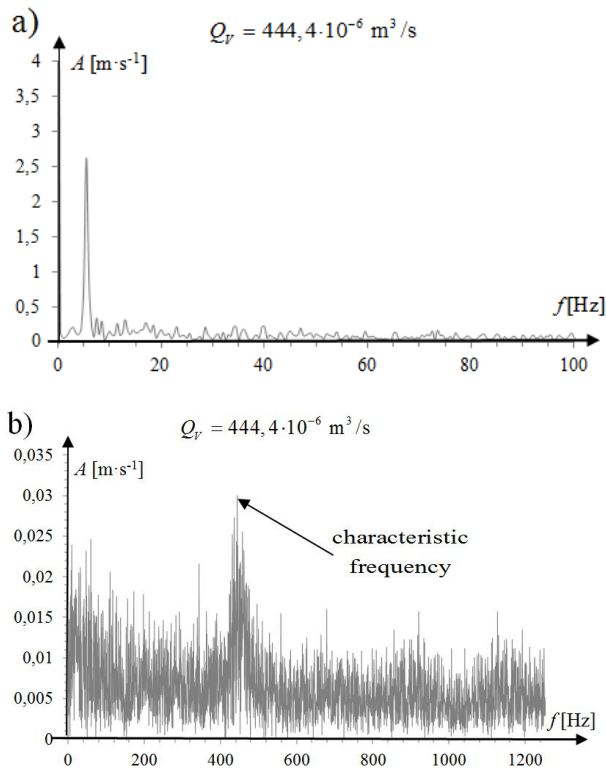 a)
Q_V = 444,4·10⁻⁶ m³/s
A [m·s⁻¹]
4
3,5
3
2,5
2
1,5
1
0,5
0
f[Hz]
0 20 40 60 80 100
b)
Q_V = 444,4·10⁻⁶ m³/s
A [m·s⁻¹]
0,035
0,03
0,025
0,02
0,015
0,01
0,005
0
characteristic
frequency
f[Hz]
0 200 400 600 800 1000 1200